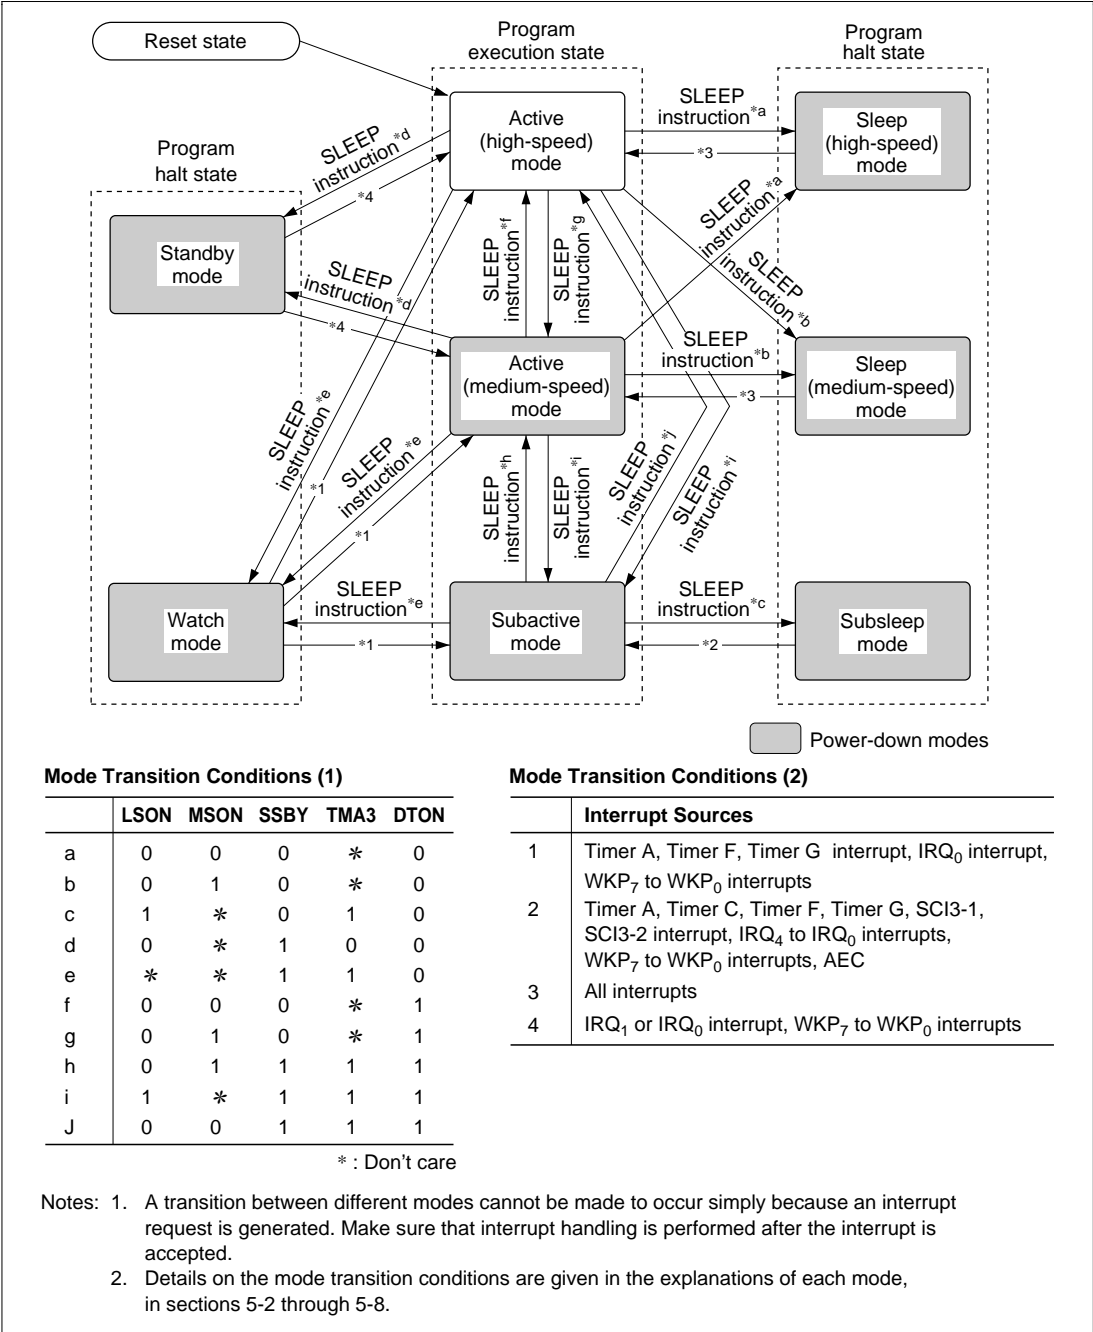 Reset state
Program
execution state
Program
halt state
Program
halt state
Active
(high-speed)
mode
SLEEP
instruction*a
*3
Sleep
(high-speed)
mode
SLEEP
instruction*d
*4
Standby
mode
SLEEP
instruction*f
SLEEP
instruction*g
SLEEP
instruction*a
SLEEP
instruction*b
SLEEP
instruction*d
*4
Active
(medium-speed)
mode
SLEEP
instruction*b
*3
Sleep
(medium-speed)
mode
SLEEP
instruction*e
*1
SLEEP
instruction*e
*1
SLEEP
instruction*h
SLEEP
instruction*i
SLEEP
instruction*j
SLEEP
instruction*i
Watch
mode
SLEEP
instruction*e
*1
Subactive
mode
SLEEP
instruction*c
*2
Subsleep
mode
Power-down modes
Mode Transition Conditions (1)
LSON MSON SSBY TMA3 DTON
a 0 0 0 * 0
b 0 1 0 * 0
c 1 * 0 1 0
d 0 * 1 0 0
e * * 1 1 0
f 0 0 0 * 1
g 0 1 0 * 1
h 0 1 1 1 1
i 1 * 1 1 1
J 0 0 1 1 1
* : Don't care
Mode Transition Conditions (2)
Interrupt Sources
1 Timer A, Timer F, Timer G interrupt, IRQ0 interrupt,
WKP7 to WKP0 interrupts
2 Timer A, Timer C, Timer F, Timer G, SCI3-1,
SCI3-2 interrupt, IRQ4 to IRQ0 interrupts,
WKP7 to WKP0 interrupts, AEC
3 All interrupts
4 IRQ1 or IRQ0 interrupt, WKP7 to WKP0 interrupts
Notes: 1. A transition between different modes cannot be made to occur simply because an interrupt
request is generated. Make sure that interrupt handling is performed after the interrupt is
accepted.
2. Details on the mode transition conditions are given in the explanations of each mode,
in sections 5-2 through 5-8.